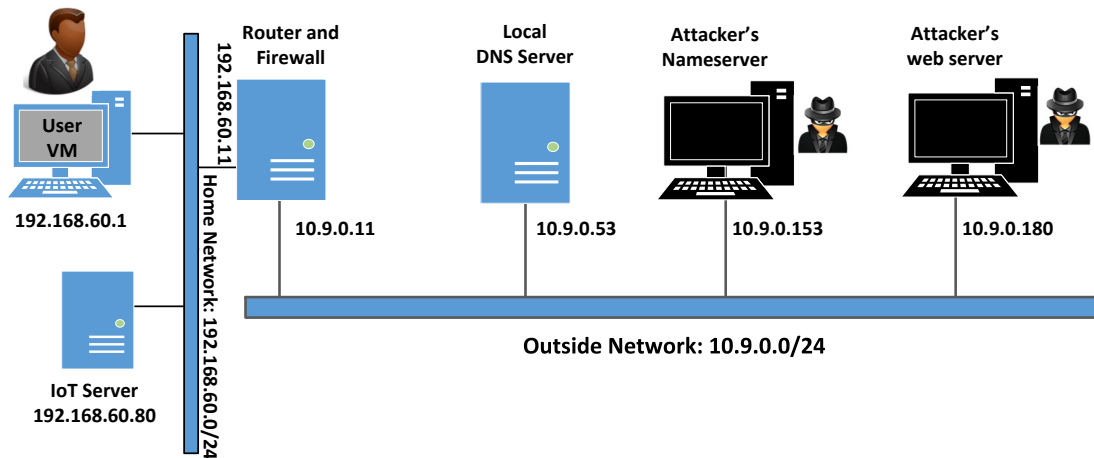 Router and
Firewall
Local
DNS Server
Attacker's
Nameserver
Attacker's
web server
User
VM
192.168.60.1
192.168.60.11
Home Network: 192.168.60.0/24
10.9.0.11
10.9.0.53
10.9.0.153
10.9.0.180
Outside Network: 10.9.0.0/24
IoT Server
192.168.60.80